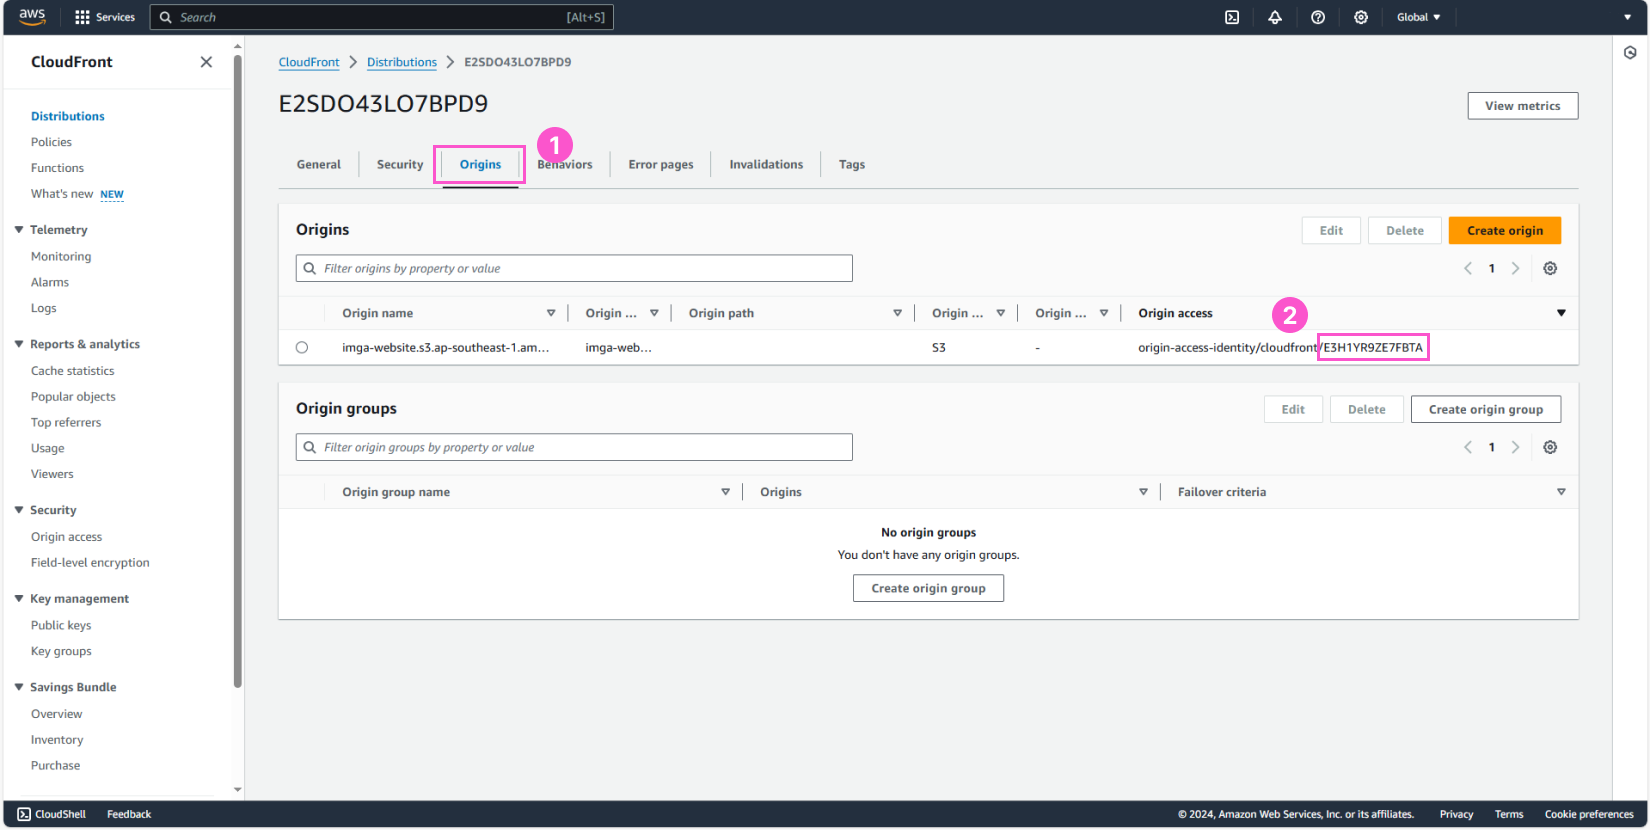 aws
Services
Search
[Alt+S]
Global
CloudFront
Distributions
Policies
Functions
What's new NEW
Telemetry
Monitoring
Alarms
Logs
Reports & analytics
Cache statistics
Popular objects
Top referrers
Usage
Viewers
Security
Origin access
Field-level encryption
Key management
Public keys
Key groups
Savings Bundle
Overview
Inventory
Purchase
CloudFront
Distributions
E2SDO43LO7BPD9
E2SDO43LO7BPD9
View metrics
1
General
Security
Origins
Behaviors
Error pages
Invalidations
Tags
Origins
Edit
Delete
Create origin
Filter origins by property or value
1
2
Origin name
Origin ...
Origin path
Origin ...
Origin ...
Origin access
imga-website.s3.ap-southeast-1.am...
imga-web...
S3
-
origin-access-identity/cloudfront/E3H1YR9ZE7FBTA
Origin groups
Edit
Delete
Create origin group
Filter origin groups by property or value
1
Origin group name
Origins
Failover criteria
No origin groups
You don't have any origin groups.
Create origin group
CloudShell
Feedback
© 2024, Amazon Web Services, Inc. or its affiliates.
Privacy
Terms
Cookie preferences